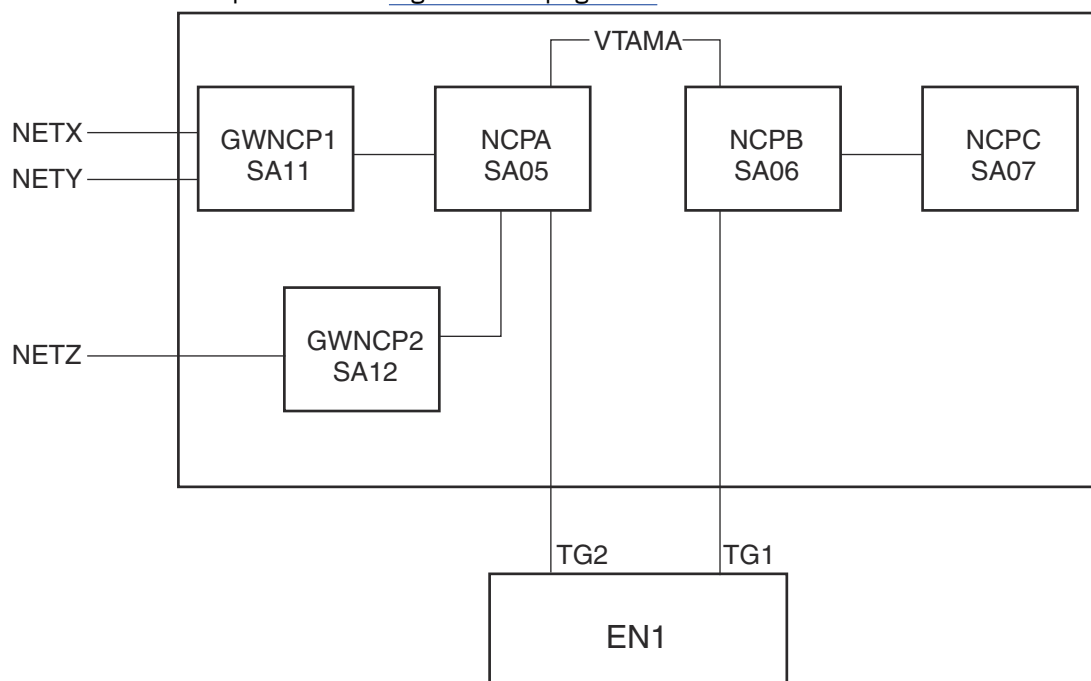 VTAMA
NETX
NETY
GWNCP1
SA11
NCPA
SA05
NCPB
SA06
NCPC
SA07
NETZ
GWNCP2
SA12
TG2
TG1
EN1